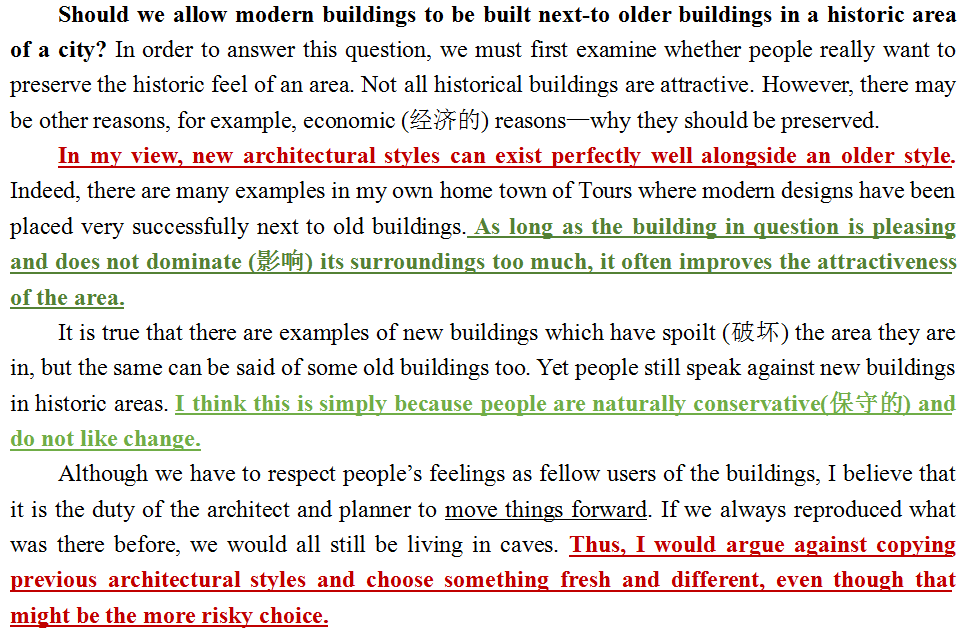 Should we allow modern buildings to be built next-to older buildings in a historic area
of a city? In order to answer this question, we must first examine whether people really want to
preserve the historic feel of an area. Not all historical buildings are attractive. However, there may
be other reasons, for example, economic (经济的) reasons—why they should be preserved.
In my view, new architectural styles can exist perfectly well alongside an older style.
Indeed, there are many examples in my own home town of Tours where modern designs have been
placed very successfully next to old buildings. As long as the building in question is pleasing
and does not dominate (影响) its surroundings too much, it often improves the attractiveness
of the area.
It is true that there are examples of new buildings which have spoilt (破坏) the area they are
in, but the same can be said of some old buildings too. Yet people still speak against new buildings
in historic areas. I think this is simply because people are naturally conservative(保守的) and
do not like change.
Although we have to respect people's feelings as fellow users of the buildings, I believe that
it is the duty of the architect and planner to move things forward. If we always reproduced what
was there before, we would all still be living in caves. Thus, I would argue against copying
previous architectural styles and choose something fresh and different, even though that
might be the more risky choice.